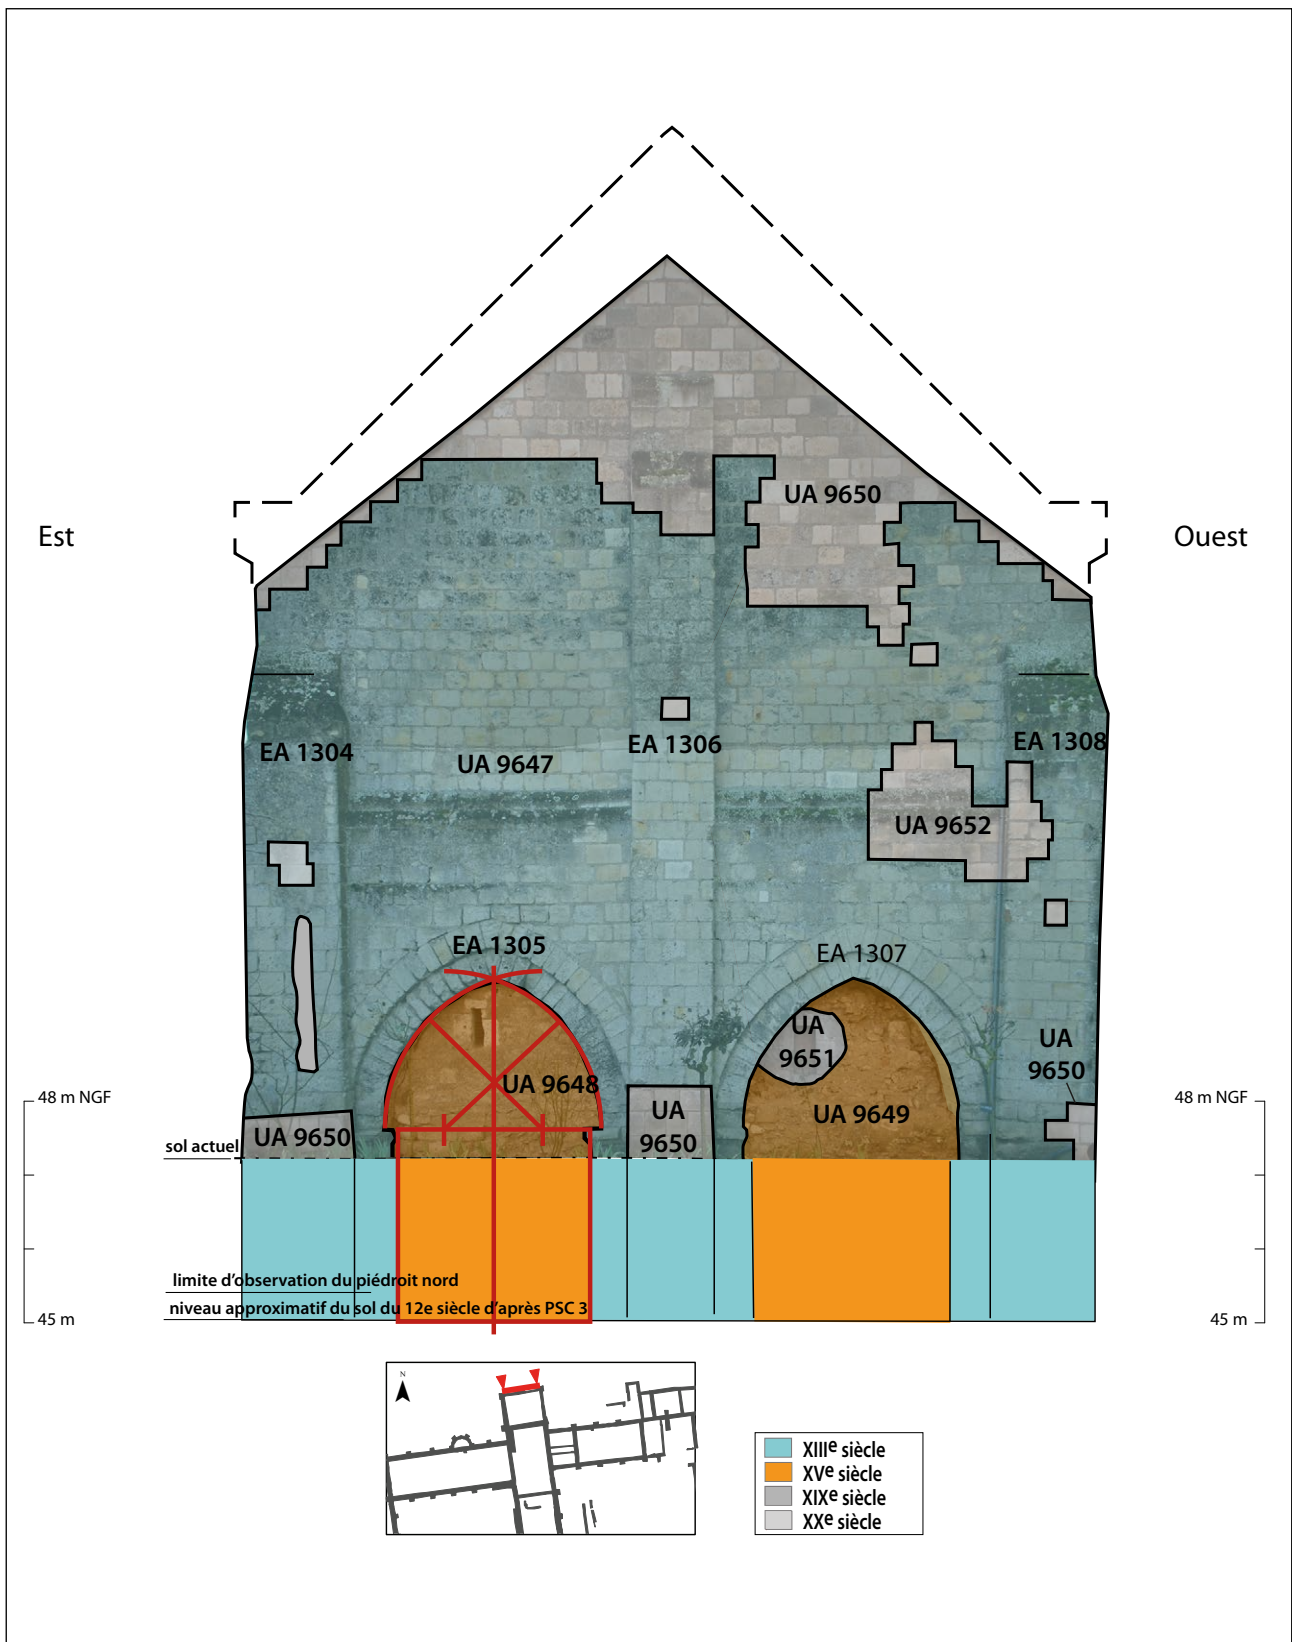 UA 9650
Est
Ouest
EA 1304
UA 9647
EA 1306
EA 1308
UA 9652
EA 1305
EA 1307
UA
9651
UA
9650
UA 9648
UA 9649
48 m NGF
48 m NGF
UA 9650
UA
9650
sol actuel
limite d'observation du piédroit nord
niveau approximatif du sol du 12e siècle d'après PSC 3
45 m
45 m
N
XIIIe siècle
XVe siècle
XIXe siècle
XXe siècle